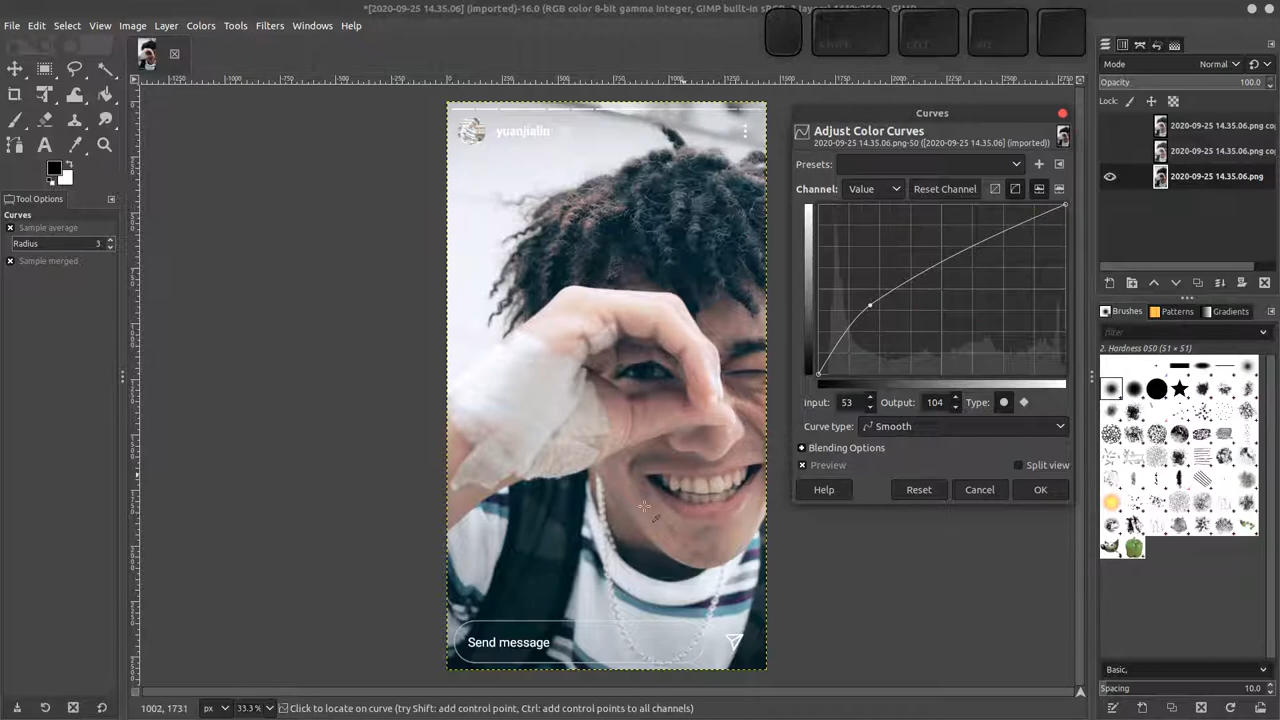 *[2020-09-25 14.35.06] (imported)-16.0 (RGB color 8-bit gamma integer, GIMP built-in sRGB, 3 layers)
File Edit Select View Image Layer Colors Tools Filters Windows Help
Mode Normal
Opacity 100.0
Lock:
Curves
yuanjialin
Adjust Color Curves
2020-09-25 14.35.06.png-50 ([2020-09-25 14.35.06] (imported))
2020-09-25 14.35.06.png co
2020-09-25 14.35.06.png co
2020-09-25 14.35.06.png
Presets:
Channel: Value Reset Channel
Tool Options
Curves
Sample average
Radius 3
Sample merged
Brushes Patterns Gradients
filter
2. Hardness 050 (51 × 51)
Input: 53 Output: 104 Type:
Curve type: Smooth
Blending Options
Preview Split view
Help Reset Cancel OK
Send message
Basic,
Spacing 10.0
1002, 1731 px 33.3 % Click to locate on curve (try Shift: add control point, Ctrl: add control points to all channels)